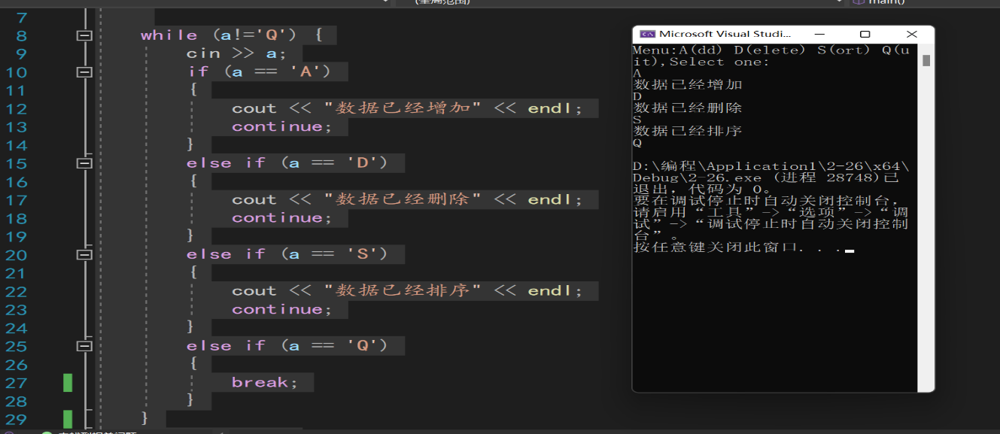 (全局范围)
main()
7
8 while (a!='Q') {
9 cin >> a;
10 if (a == 'A')
11 {
12 cout << "数据已经增加" << endl;
13 continue;
14 }
15 else if (a == 'D')
16 {
17 cout << "数据已经删除" << endl;
18 continue;
19 }
20 else if (a == 'S')
21 {
22 cout << "数据已经排序" << endl;
23 continue;
24 }
25 else if (a == 'Q')
26 {
27 break;
28 }
29 }
Microsoft Visual Studi...
Menu:A(dd) D(elete) S(ort) Q(u
it),Select one:
A
数据已经增加
D
数据已经删除
S
数据已经排序
Q
D:\编程\Application1\2-26\x64\
Debug\2-26.exe (进程 28748)已
退出，代码为 0。
要在调试停止时自动关闭控制台，
请启用“工具”->“选项”->“调
试”->“调试停止时自动关闭控制
台”。
按任意键关闭此窗口. . .